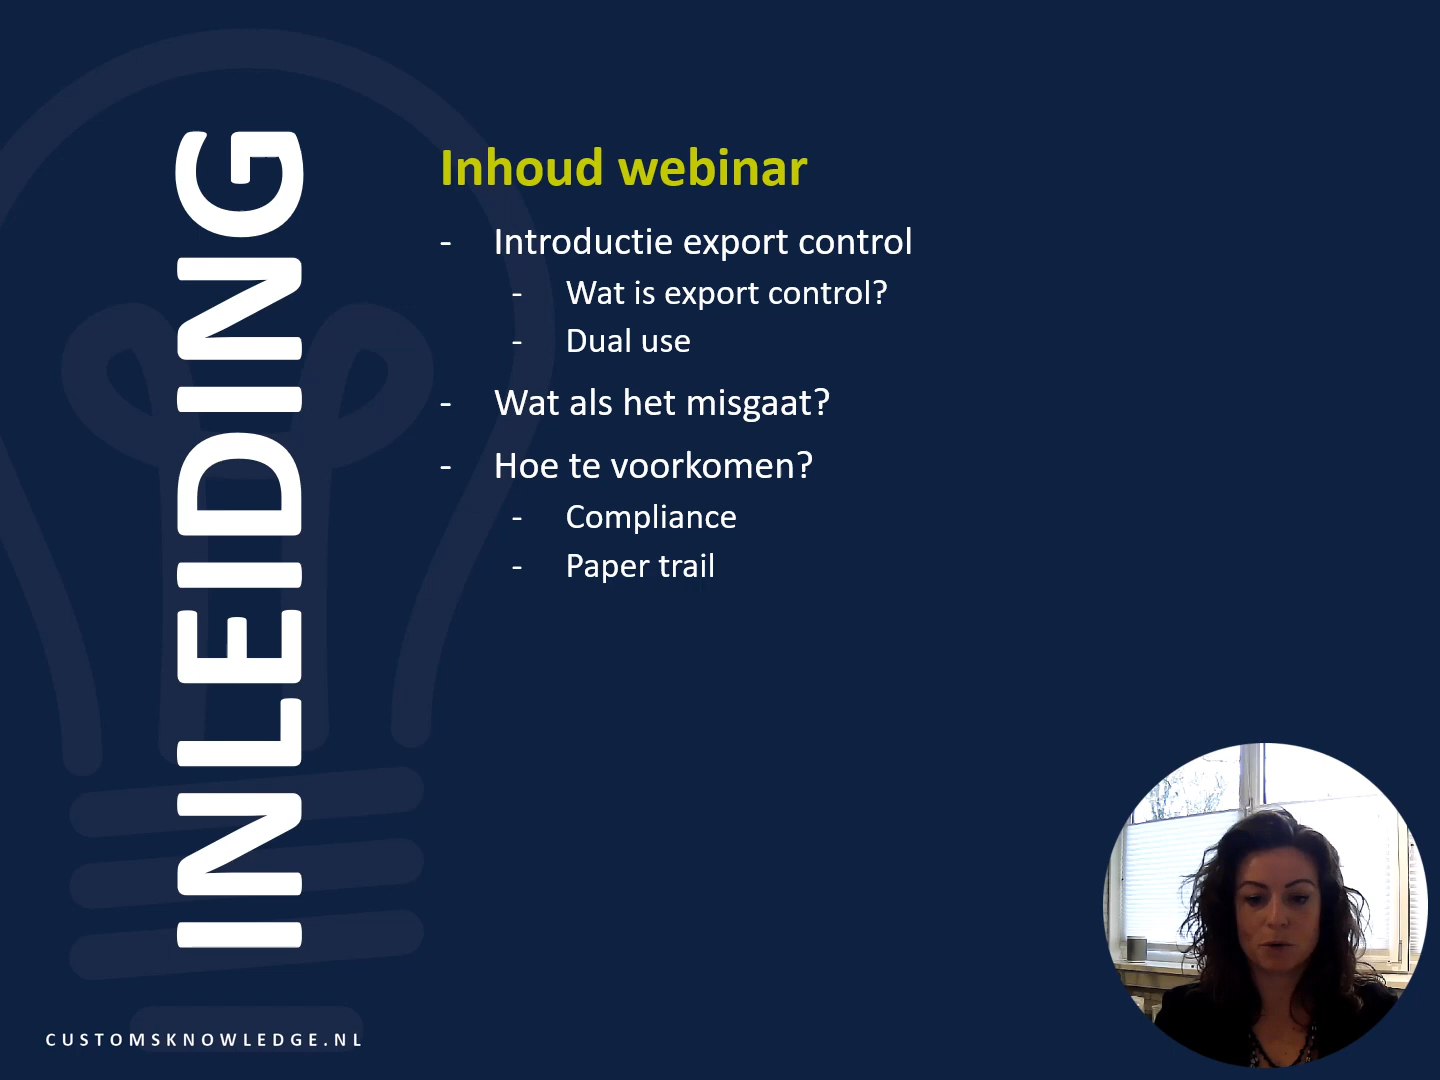 INLEIDING
Inhoud webinar
- Introductie export control
- Wat is export control?
- Dual use
- Wat als het misgaat?
- Hoe te voorkomen?
- Compliance
- Paper trail
CUSTOMSKNOWLEDGE.NL